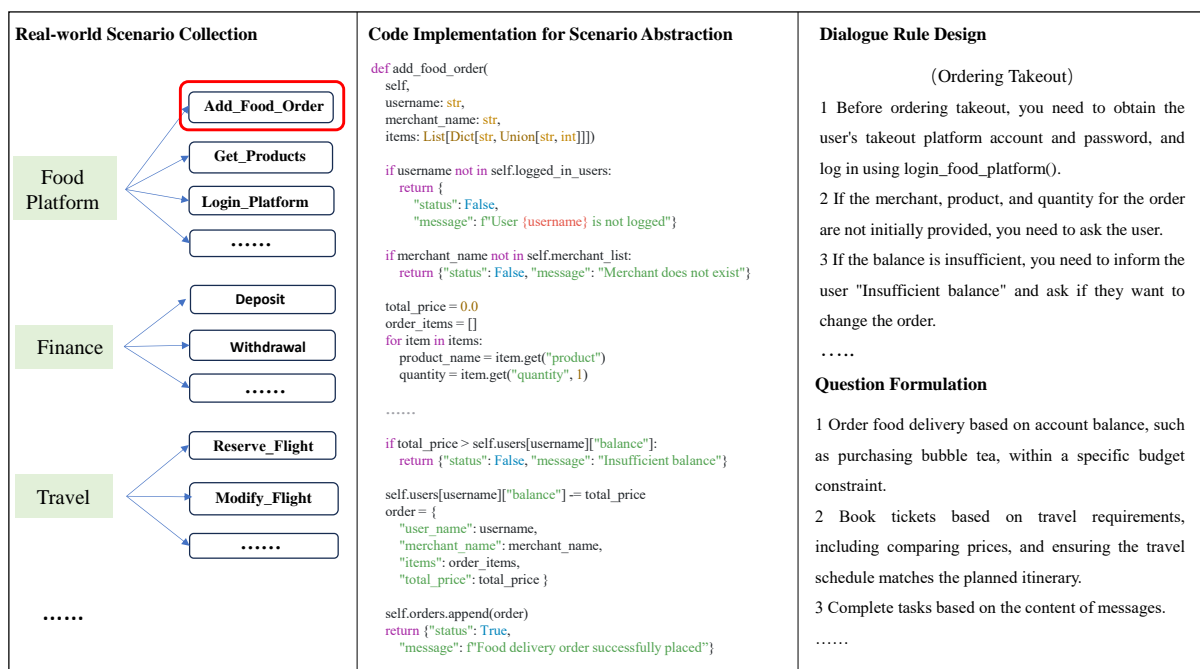 Real-world Scenario Collection
Add_Food_Order
Get_Products
Food
Platform
Login_Platform
......
Deposit
Finance
Withdrawal
......
Reserve_Flight
Travel
Modify_Flight
......
......
Code Implementation for Scenario Abstraction
def add_food_order(
self,
username: str,
merchant_name: str,
items: List[Dict[str, Union[str, int]]])
if username not in self.logged_in_users:
return {
"status": False,
"message": f"User {username} is not logged"}
if merchant_name not in self.merchant_list:
return {"status": False, "message": "Merchant does not exist"}
total_price = 0.0
order_items = []
for item in items:
product_name = item.get("product")
quantity = item.get("quantity", 1)
......
if total_price > self.users[username]["balance"]:
return {"status": False, "message": "Insufficient balance"}
self.users[username]["balance"] -= total_price
order = {
"user_name": username,
"merchant_name": merchant_name,
"items": order_items,
"total_price": total_price }
self.orders.append(order)
return {"status": True,
"message": f"Food delivery order successfully placed”}
Dialogue Rule Design
（Ordering Takeout）
1 Before ordering takeout, you need to obtain the
user's takeout platform account and password, and
log in using login_food_platform().
2 If the merchant, product, and quantity for the order
are not initially provided, you need to ask the user.
3 If the balance is insufficient, you need to inform the
user "Insufficient balance" and ask if they want to
change the order.
.....
Question Formulation
1 Order food delivery based on account balance, such
as purchasing bubble tea, within a specific budget
constraint.
2 Book tickets based on travel requirements,
including comparing prices, and ensuring the travel
schedule matches the planned itinerary.
3 Complete tasks based on the content of messages.
......